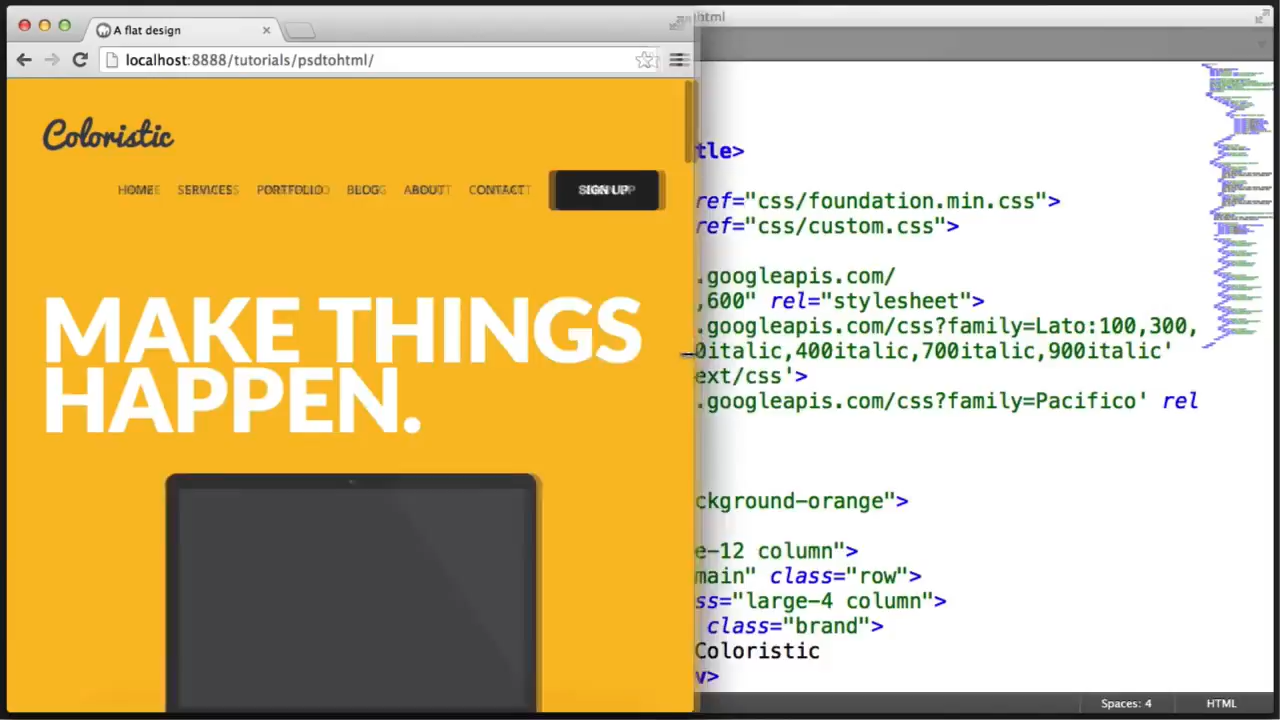 A flat design
html
localhost:8888/tutorials/psdtohtml/
Coloristic
HOME SERVICES PORTFOLIO BLOG ABOUT CONTACT SIGN UP
MAKE THINGS
HAPPEN.
tle>
ref="css/foundation.min.css">
ref="css/custom.css">
.googleapis.com/
,600" rel="stylesheet">
.googleapis.com/css?family=Lato:100,300,
0italic,400italic,700italic,900italic'
ext/css'>
.googleapis.com/css?family=Pacifico' rel
ckground-orange">
e-12 column">
main" class="row">
ss="large-4 column">
class="brand">
Coloristic
v>
Spaces: 4 HTML